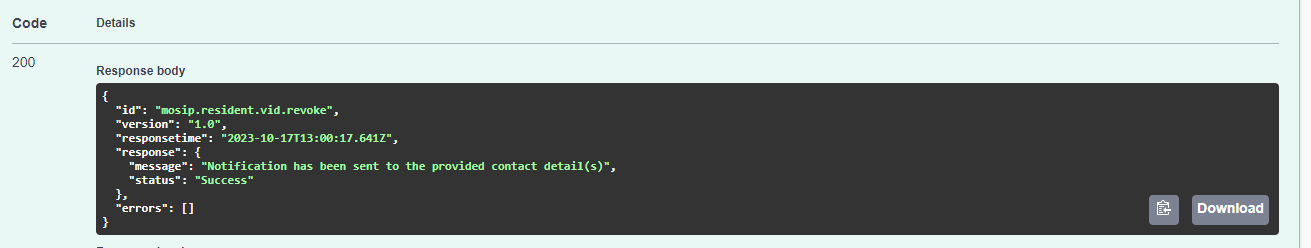 Code Details
200
Response body
{
  "id": "mosip.resident.vid.revoke",
  "version": "1.0",
  "responsetime": "2023-10-17T13:00:17.641Z",
  "response": {
    "message": "Notification has been sent to the provided contact detail(s)",
    "status": "Success"
  },
  "errors": []
}
Download